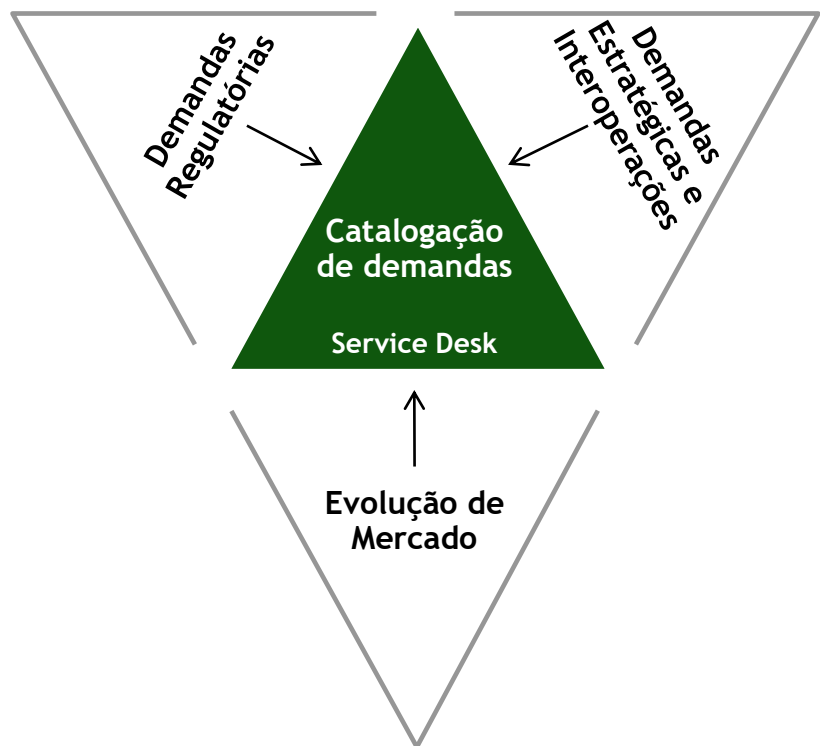 Demandas
Regulatórias
Demandas
Estratégicas e
Interoperações
Catalogação
de demandas
Service Desk
Evolução de
Mercado